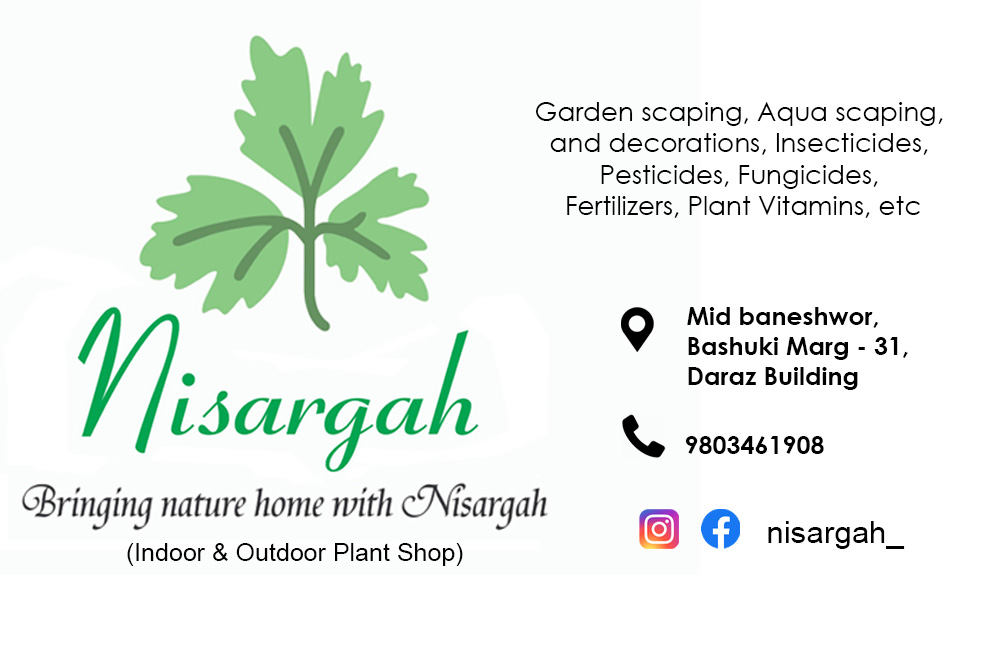 Nisargah
Bringing nature home with Nisargah
(Indoor & Outdoor Plant Shop)
Garden scaping, Aqua scaping,
and decorations, Insecticides,
Pesticides, Fungicides,
Fertilizers, Plant Vitamins, etc
Mid baneshwor,
Bashuki Marg - 31,
Daraz Building
9803461908
nisargah_